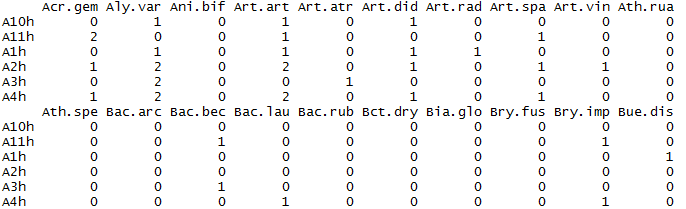 Acr.gem Aly.var Ani.bif Art.art Art.atr Art.did Art.rad Art.spa Art.vin Ath.rua
A10h 0 1 0 1 0 1 0 0 0 0
A11h 2 0 0 1 0 0 0 1 0 0
A1h 0 1 0 1 0 1 1 0 0 0
A2h 1 2 0 2 0 1 0 1 1 0
A3h 0 2 0 0 1 0 0 0 0 0
A4h 1 2 0 2 0 1 0 1 0 0
Ath.spe Bac.arc Bac.bec Bac.lau Bac.rub Bct.dry Bia.glo Bry.fus Bry.imp Bue.dis
A10h 0 0 0 0 0 0 0 0 0 0
A11h 0 0 1 0 0 0 0 0 1 0
A1h 0 0 0 0 0 0 0 0 0 1
A2h 0 0 0 0 0 0 0 0 0 0
A3h 0 0 1 0 0 0 0 0 0 0
A4h 0 0 0 1 0 0 0 0 1 0